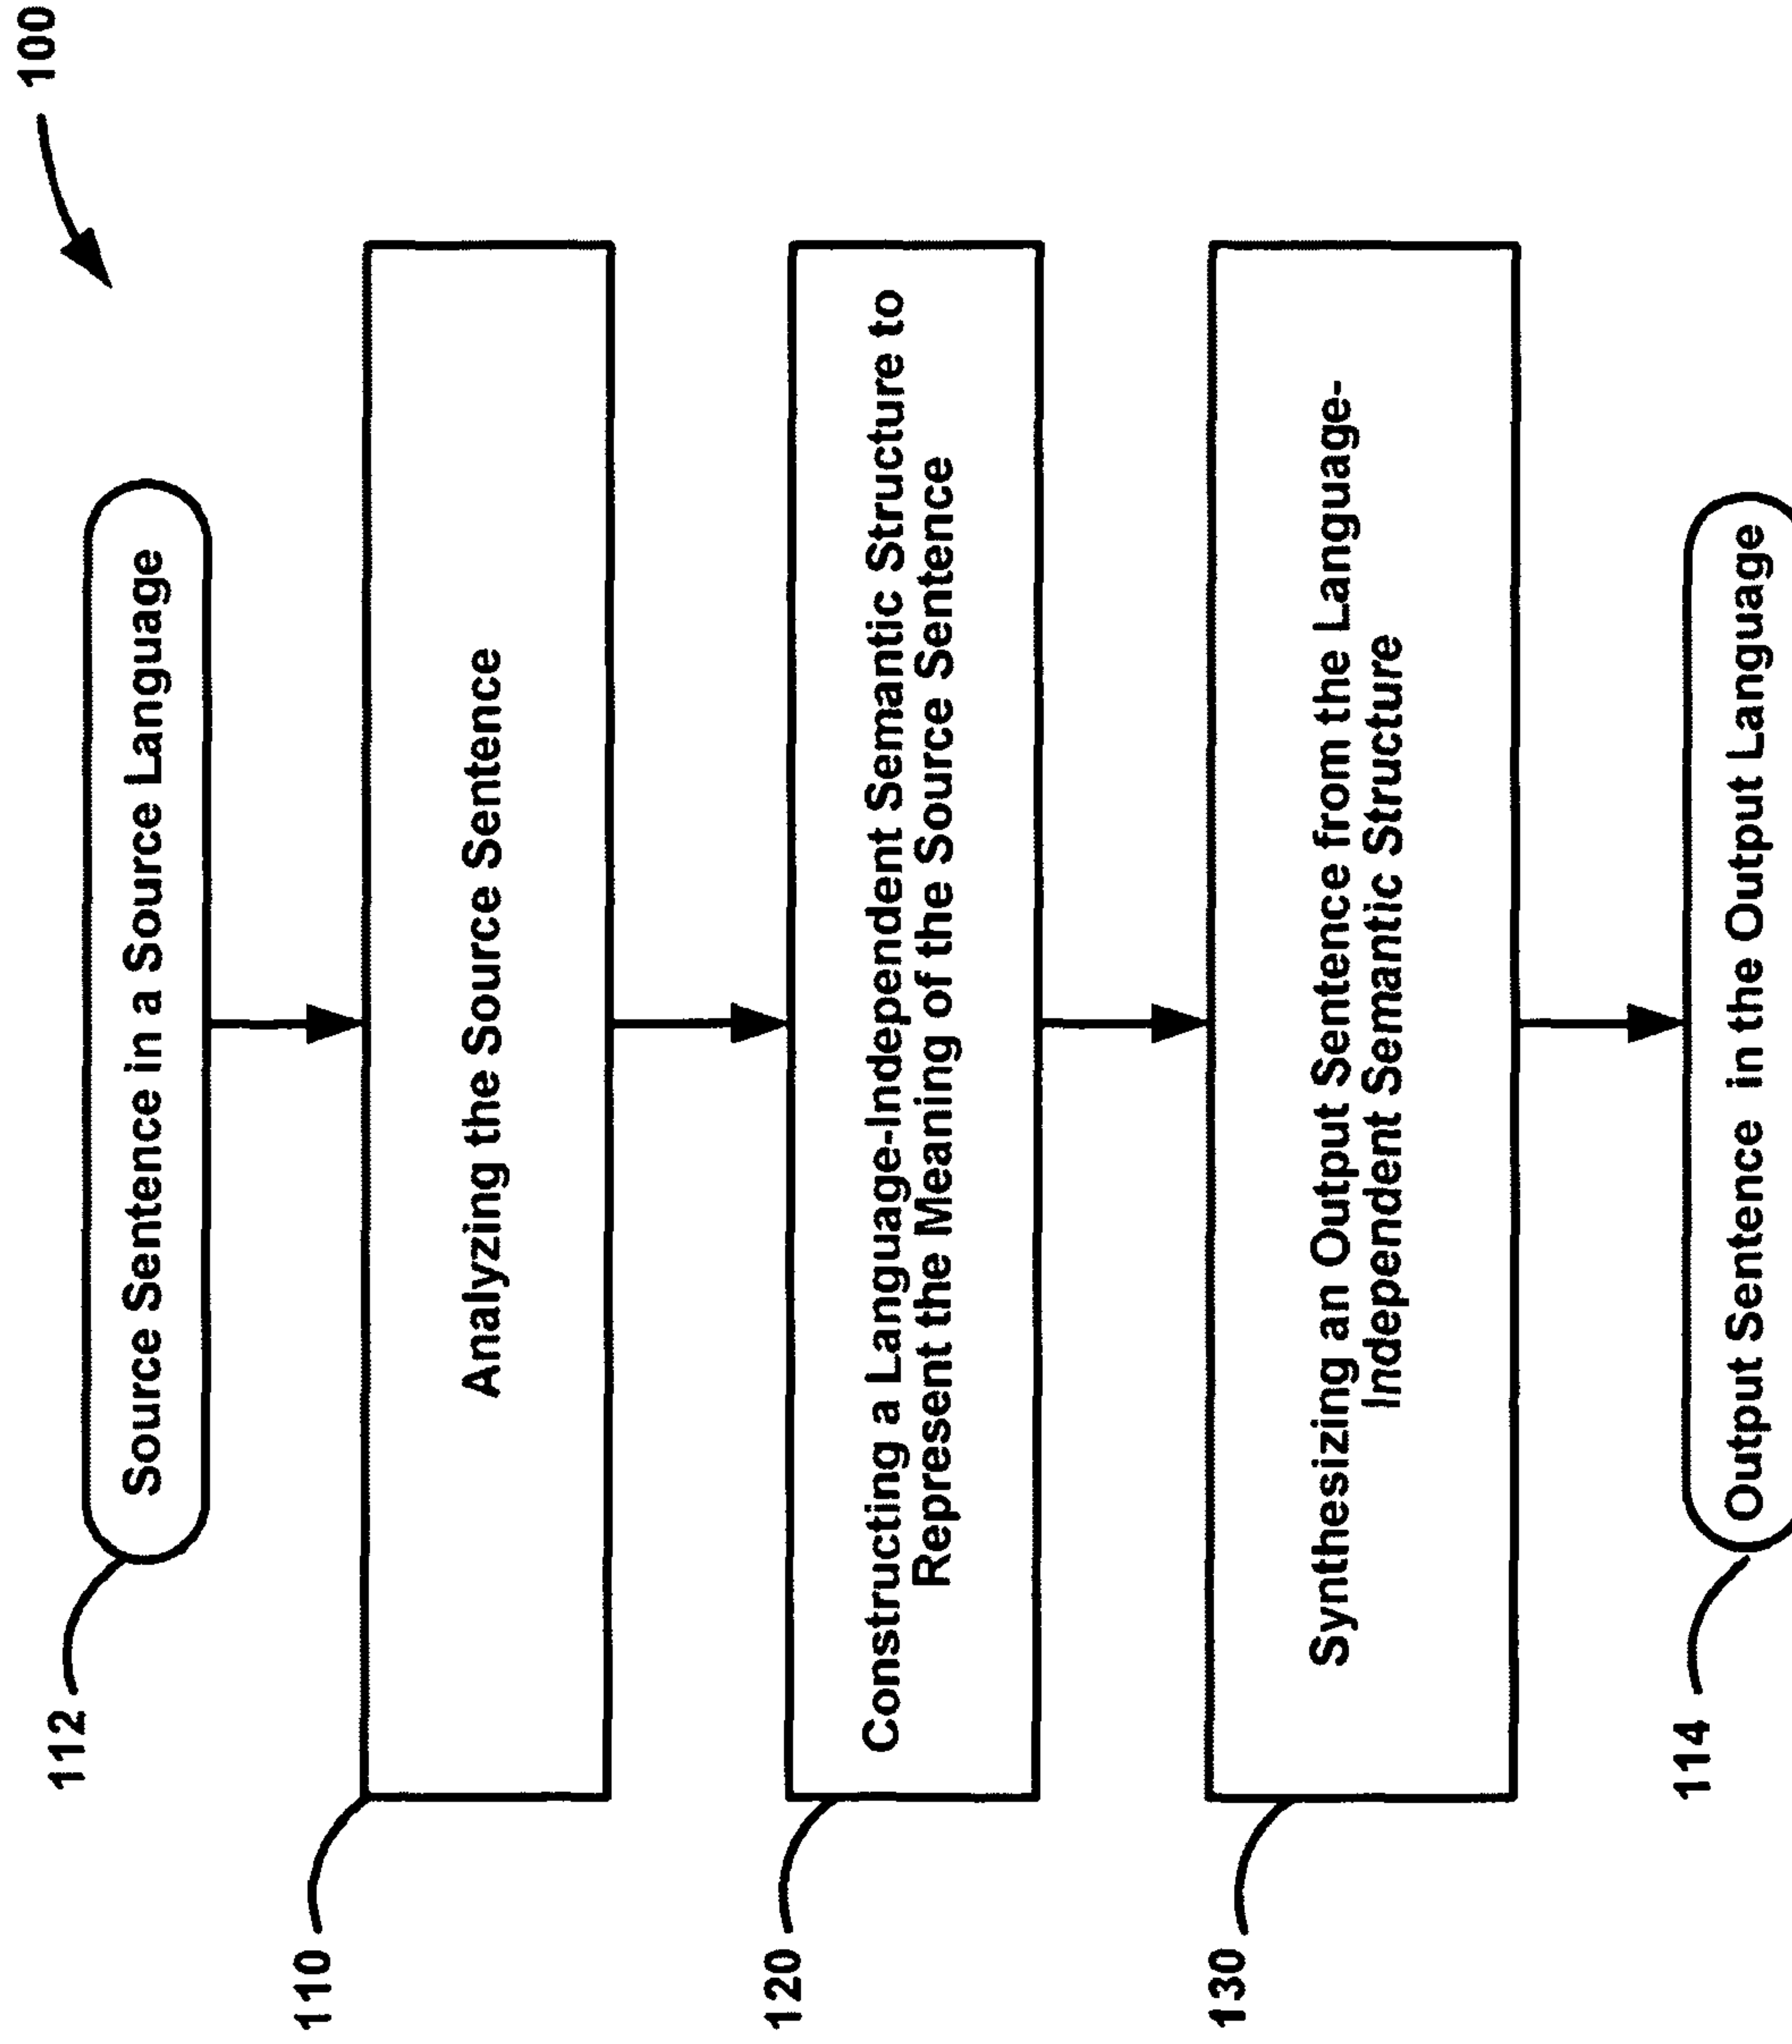 100
112
Source Sentence in a Source Language
110
Analyzing the Source Sentence
120
Constructing a Language-Independent Semantic Structure to
Represent the Meaning of the Source Sentence
130
Synthesizing an Output Sentence from the Language-
Independent Semantic Structure
114
Output Sentence in the Output Language